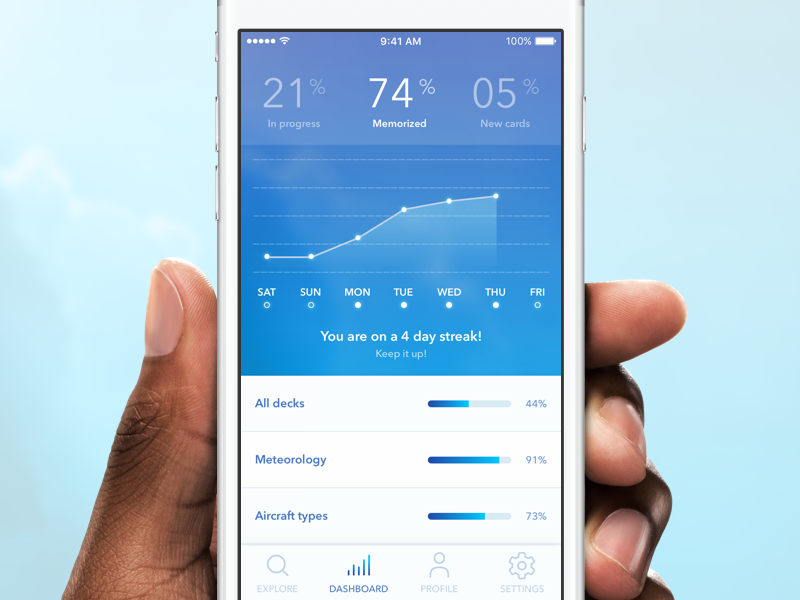 9:41 AM 100%
21% 74% 05%
In progress Memorized New cards
SAT SUN MON TUE WED THU FRI
You are on a 4 day streak!
Keep it up!
All decks 44%
Meteorology 91%
Aircraft types 73%
EXPLORE DASHBOARD PROFILE SETTINGS